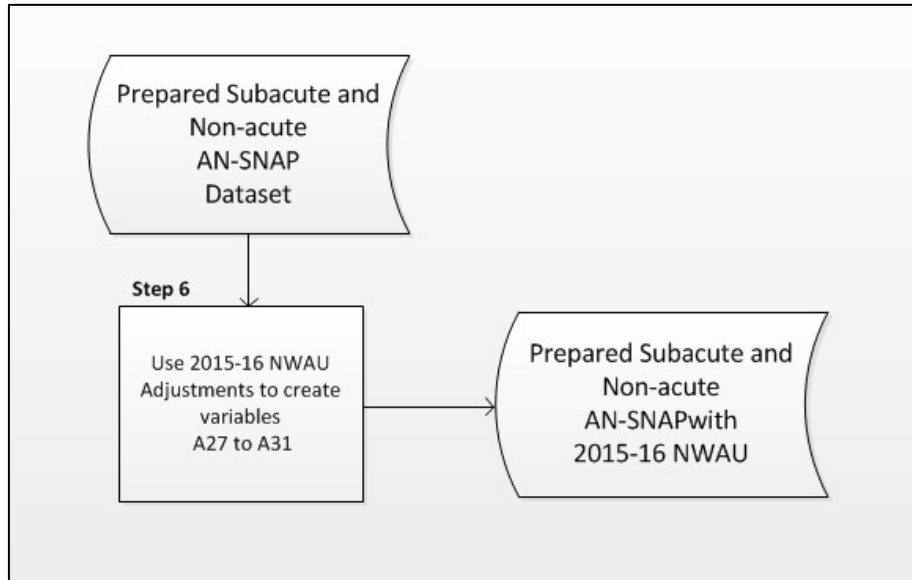 Prepared Subacute and
Non-acute
AN-SNAP
Dataset
Step 6
Use 2015-16 NWAU
Adjustments to create
variables
A27 to A31
Prepared Subacute and
Non-acute
AN-SNAPwith
2015-16 NWAU